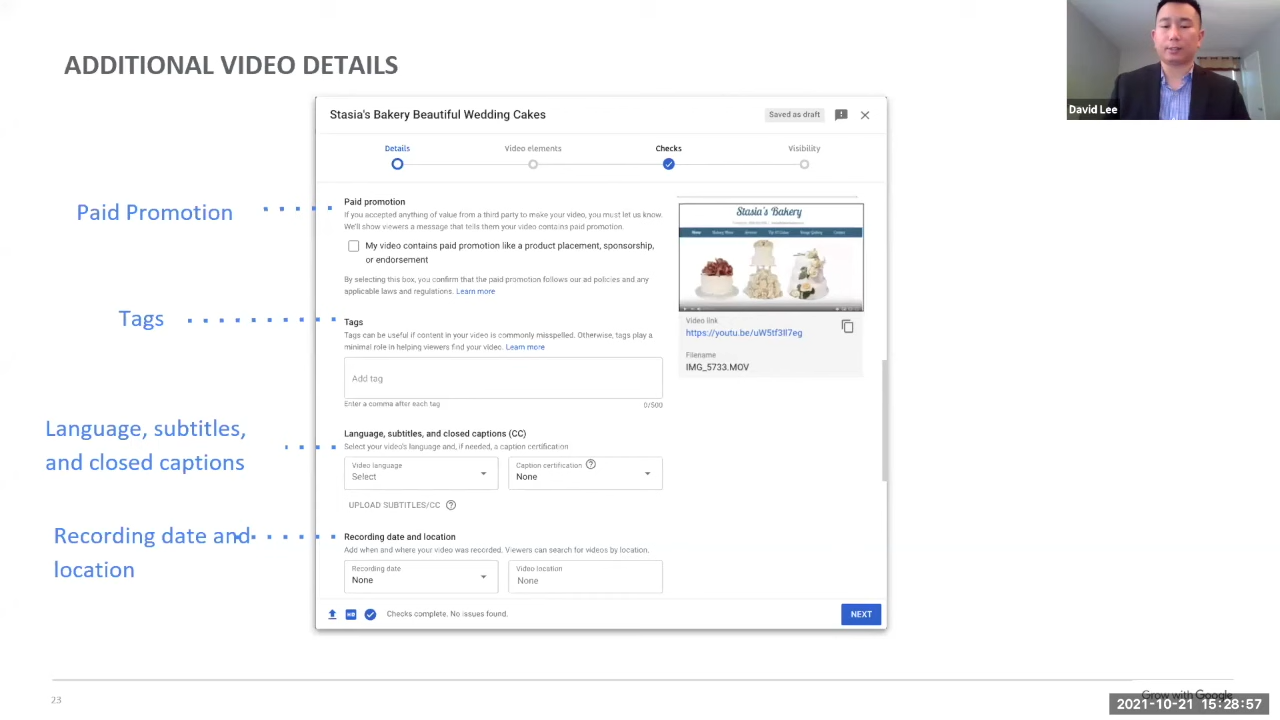 ADDITIONAL VIDEO DETAILS
David Lee
Stasia's Bakery Beautiful Wedding Cakes
Saved as draft
Details
Video elements
Checks
Visibility
Paid Promotion
Paid promotion
If you accepted anything of value from a third party to make your video, you must let us know.
We'll show viewers a message that tells them your video contains paid promotion.
My video contains paid promotion like a product placement, sponsorship,
or endorsement
By selecting this box, you confirm that the paid promotion follows our ad policies and any
applicable laws and regulations. Learn more
Stasia's Bakery
Home
Video link
https://youtu.be/uW5tf3Il7eg
Filename
IMG_5733.MOV
Tags
Tags
Tags can be useful if content in your video is commonly misspelled. Otherwise, tags play a
minimal role in helping viewers find your video. Learn more
Add tag
Enter a comma after each tag
0/500
Language, subtitles,
and closed captions
Language, subtitles, and closed captions (CC)
Select your video's language and, if needed, a caption certification
Video language
Select
Caption certification
None
UPLOAD SUBTITLES/CC
Recording date and
location
Recording date and location
Add when and where your video was recorded. Viewers can search for videos by location.
Recording date
None
Video location
None
HD
Checks complete. No issues found.
NEXT
23
Grow with Google
2021-10-21 15:28:57